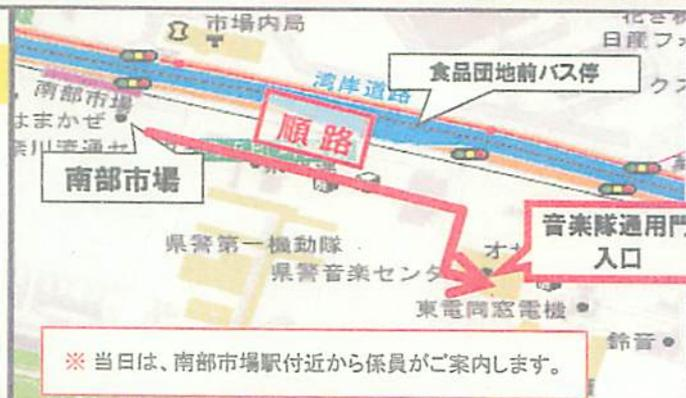 市場内局
日産フォ
食品団地前バス停
湾岸道路
クス
南部市場
はまかぜ
順路
南部市場
音楽隊通用門
入口
県警第一機動隊
県警音楽センタ
オ
東電同窓電機
鈴音
※ 当日は、南部市場駅付近から係員がご案内します。